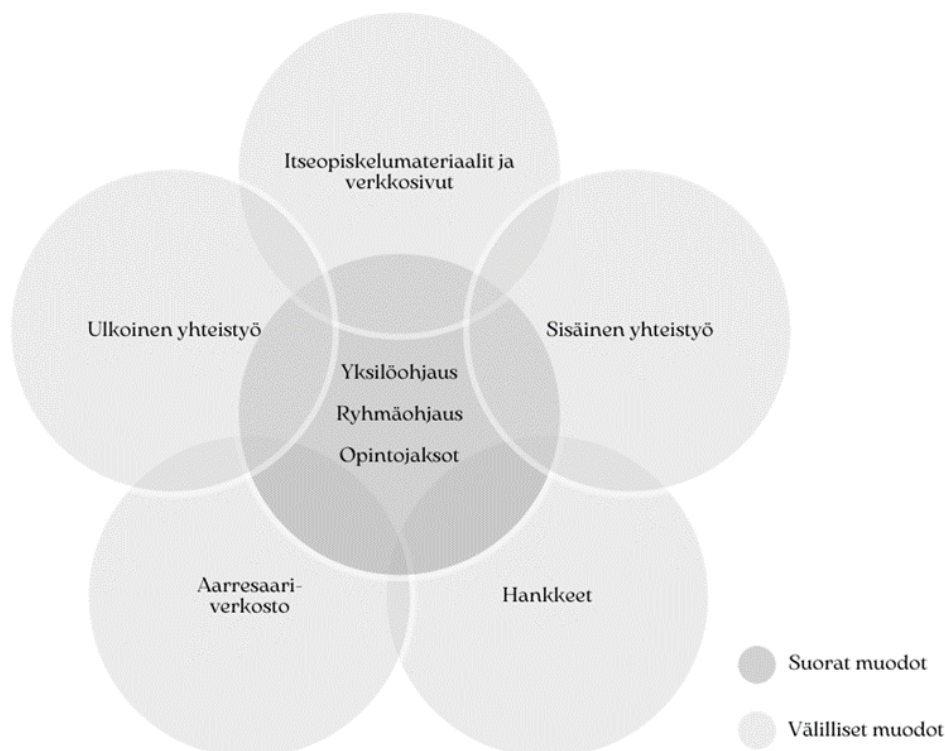 Itseopiskelumateriaalit ja
verkkosivut
Ulkoinen yhteistyö
Sisäinen yhteistyö
Yksilöohjaus
Ryhmäohjaus
Opintojaksot
Aarresaari-
verkosto
Hankkeet
Suorat muodot
Välilliset muodot